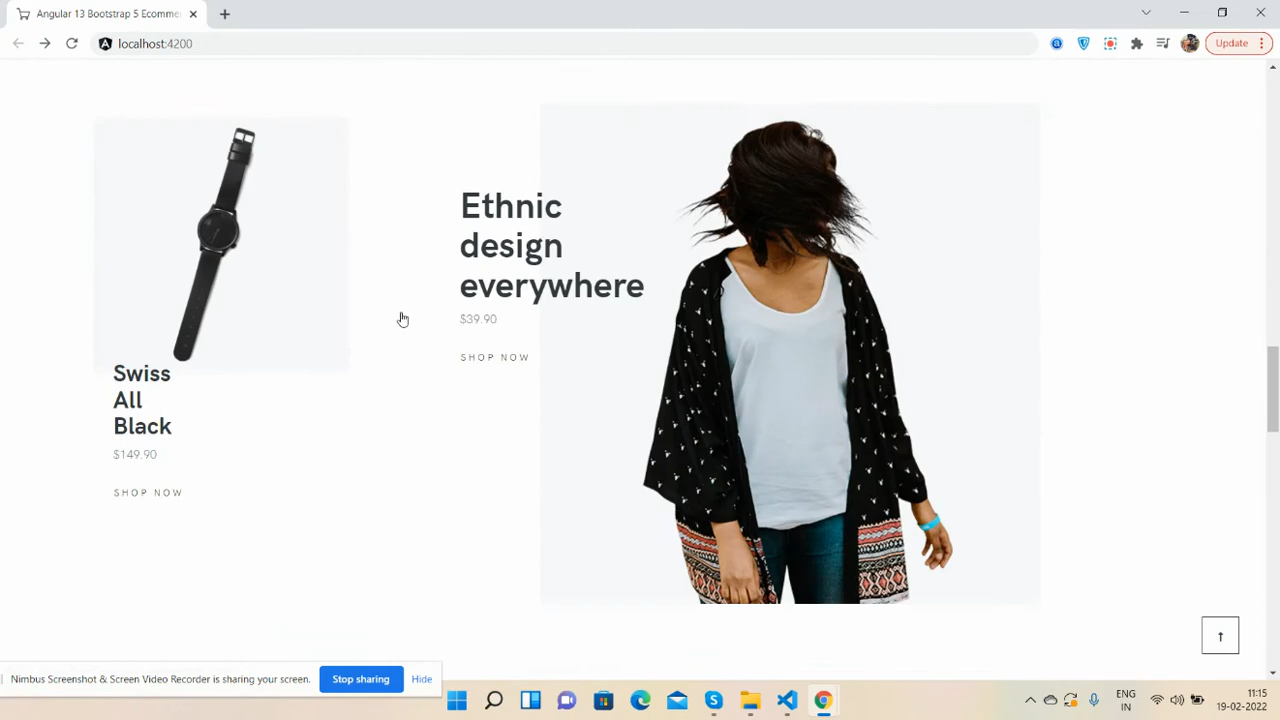 Angular 13 Bootstrap 5 Ecomme
localhost:4200
Update
Ethnic
design
everywhere
$39.90
SHOP NOW
Swiss
All
Black
$149.90
SHOP NOW
↑
Nimbus Screenshot & Screen Video Recorder is sharing your screen.
Stop sharing
Hide
ENG
IN
11:15
19-02-2022